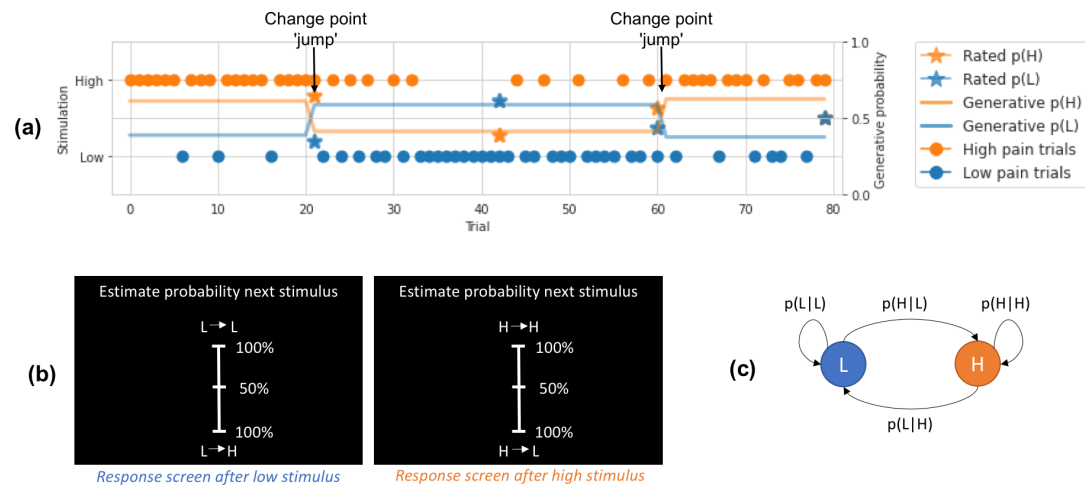 (a)
Change point
'jump'
Change point
'jump'
High
Low
Stimulation
0
10
20
30
40
50
60
70
80
Trial
1.0
0.5
0.0
Generative probability
Rated p(H)
Rated p(L)
Generative p(H)
Generative p(L)
High pain trials
Low pain trials
(b)
Estimate probability next stimulus
L→L
100%
50%
100%
L→H
Response screen after low stimulus
Estimate probability next stimulus
H→H
100%
50%
100%
H→L
Response screen after high stimulus
(c)
p(L|L)
p(H|L)
p(H|H)
L
H
p(L|H)